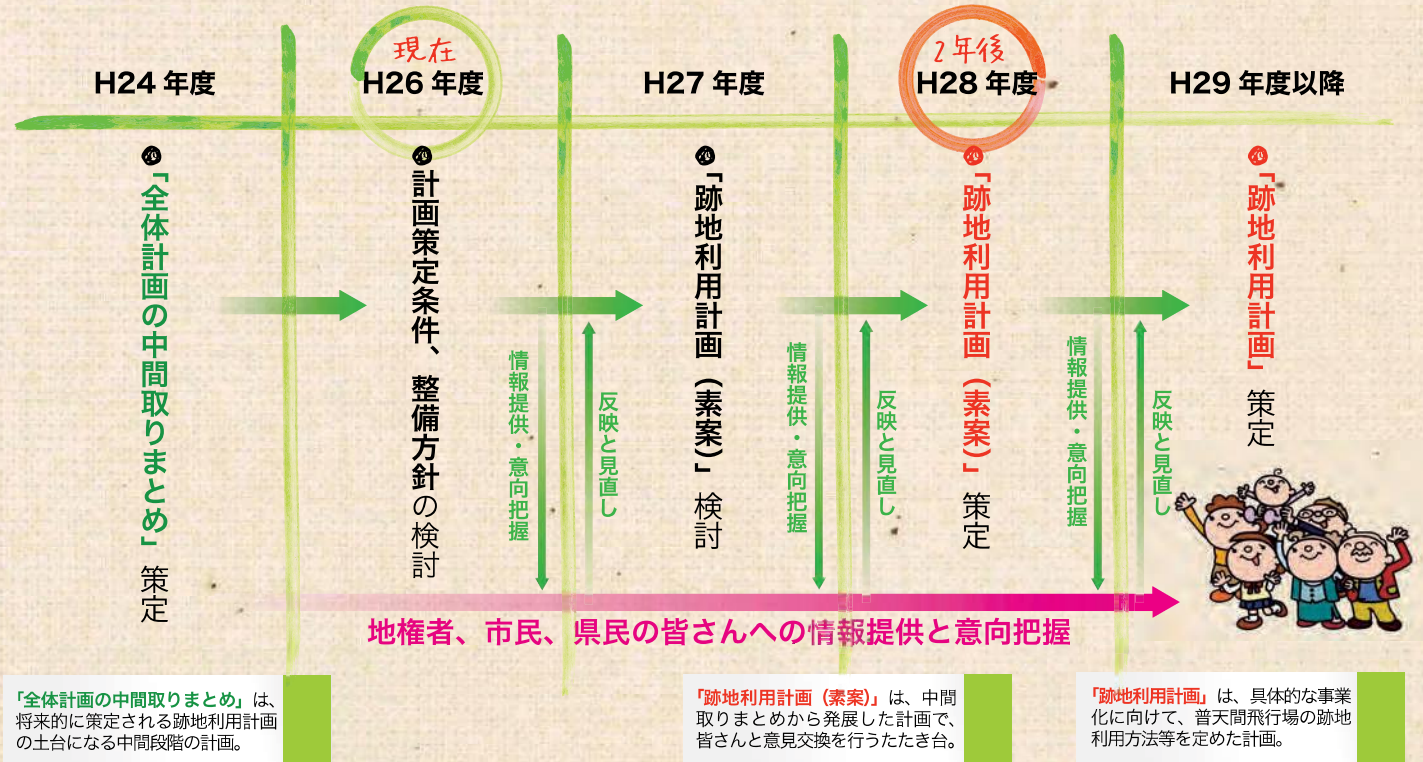 現在
2年後
H24 年度
H26 年度
H27 年度
H28 年度
H29 年度以降
●「全体計画の中間取りまとめ」策定
●計画策定条件、整備方針の検討
情報提供・意向把握
反映と見直し
●「跡地利用計画（素案）」検討
情報提供・意向把握
反映と見直し
●「跡地利用計画（素案）」策定
情報提供・意向把握
反映と見直し
●「跡地利用計画」策定
地権者、市民、県民の皆さんへの情報提供と意向把握
「全体計画の中間取りまとめ」は、
将来的に策定される跡地利用計画
の土台になる中間段階の計画。
「跡地利用計画（素案）」は、中間
取りまとめから発展した計画で、
皆さんと意見交換を行うたたき台。
「跡地利用計画」は、具体的な事業
化に向けて、普天間飛行場の跡地
利用方法等を定めた計画。